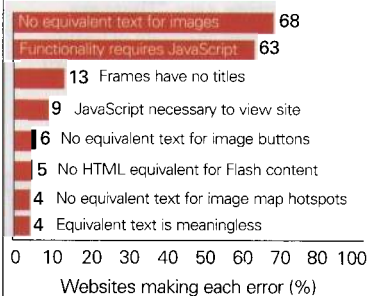 No equivalent text for images 68
Functionality requires JavaScript 63
13 Frames have no titles
9 JavaScript necessary to view site
6 No equivalent text for image buttons
5 No HTML equivalent for Flash content
4 No equivalent text for image map hotspots
4 Equivalent text is meaningless
0 10 20 30 40 50 60 70 80 100
Websites making each error (%)